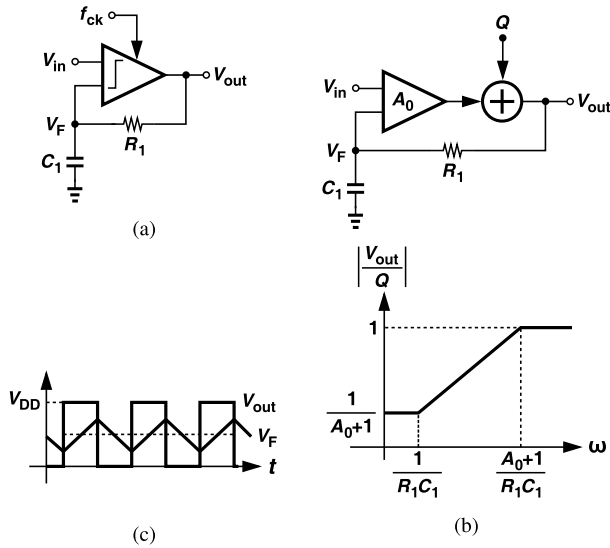 f_ck
V_in
V_out
V_F
R_1
C_1
(a)
Q
V_in
A_0
V_out
V_F
R_1
C_1
|V_out/Q|
1
1/(A_0+1)
1/(R_1C_1)
(A_0+1)/(R_1C_1)
ω
(b)
V_DD
V_out
V_F
t
(c)